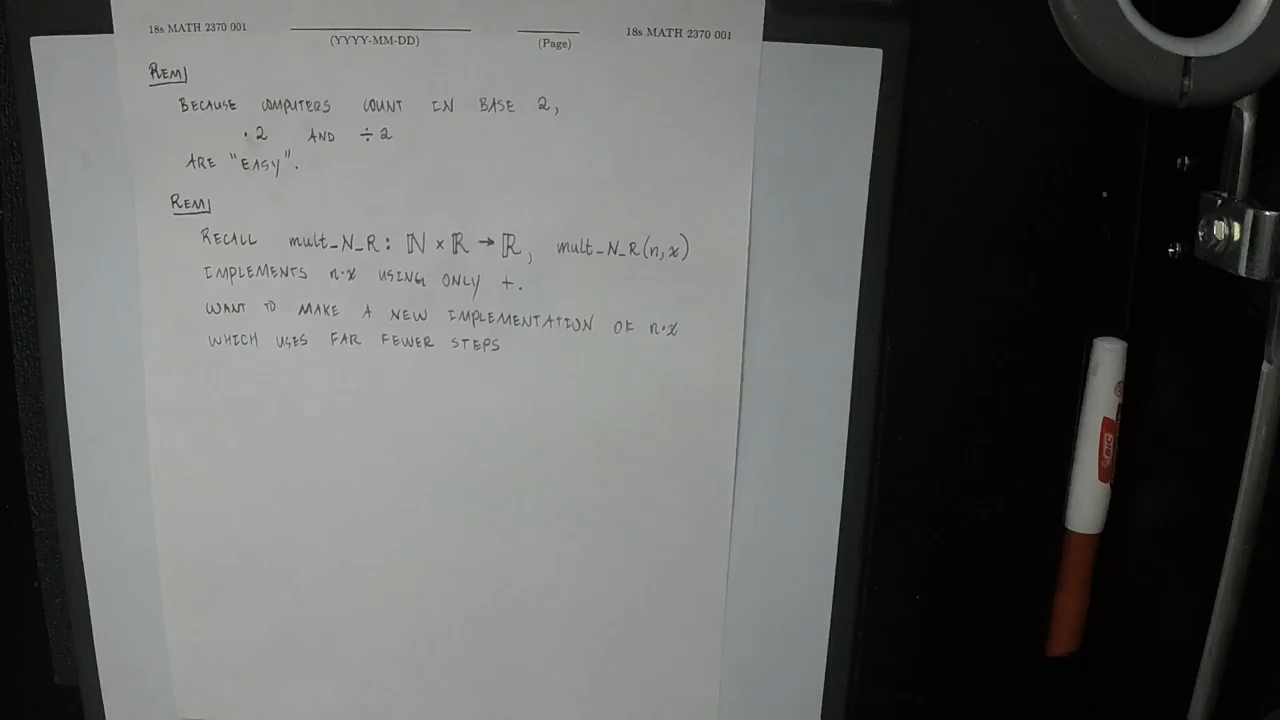 18s MATH 2370 001
(YYYY-MM-DD)
(Page)
18s MATH 2370 001
REM
BECAUSE COMPUTERS COUNT IN BASE 2,
·2 AND ÷2
ARE "EASY".
REM
RECALL mult_N_R: ℕ × ℝ → ℝ, mult_N_R(n,x)
IMPLEMENTS n·x USING ONLY +.
WANT TO MAKE A NEW IMPLEMENTATION OF n·x
WHICH USES FAR FEWER STEPS
BIC